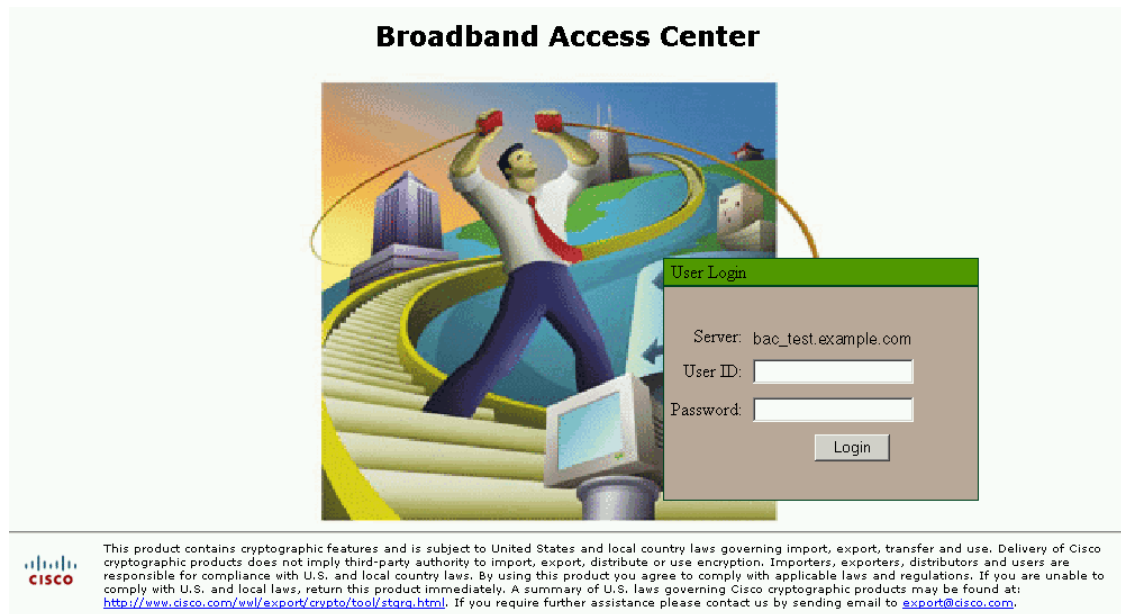 Broadband Access Center
User Login
Server: bac_test.example.com
User ID:
Password:
Login
This product contains cryptographic features and is subject to United States and local country laws governing import, export, transfer and use. Delivery of Cisco
cryptographic products does not imply third-party authority to import, export, distribute or use encryption. Importers, exporters, distributors and users are
responsible for compliance with U.S. and local country laws. By using this product you agree to comply with applicable laws and regulations. If you are unable to
comply with U.S. and local laws, return this product immediately. A summary of U.S. laws governing Cisco cryptographic products may be found at:
http://www.cisco.com/wwl/export/crypto/tool/stqrg.html. If you require further assistance please contact us by sending email to export@cisco.com.
CISCO